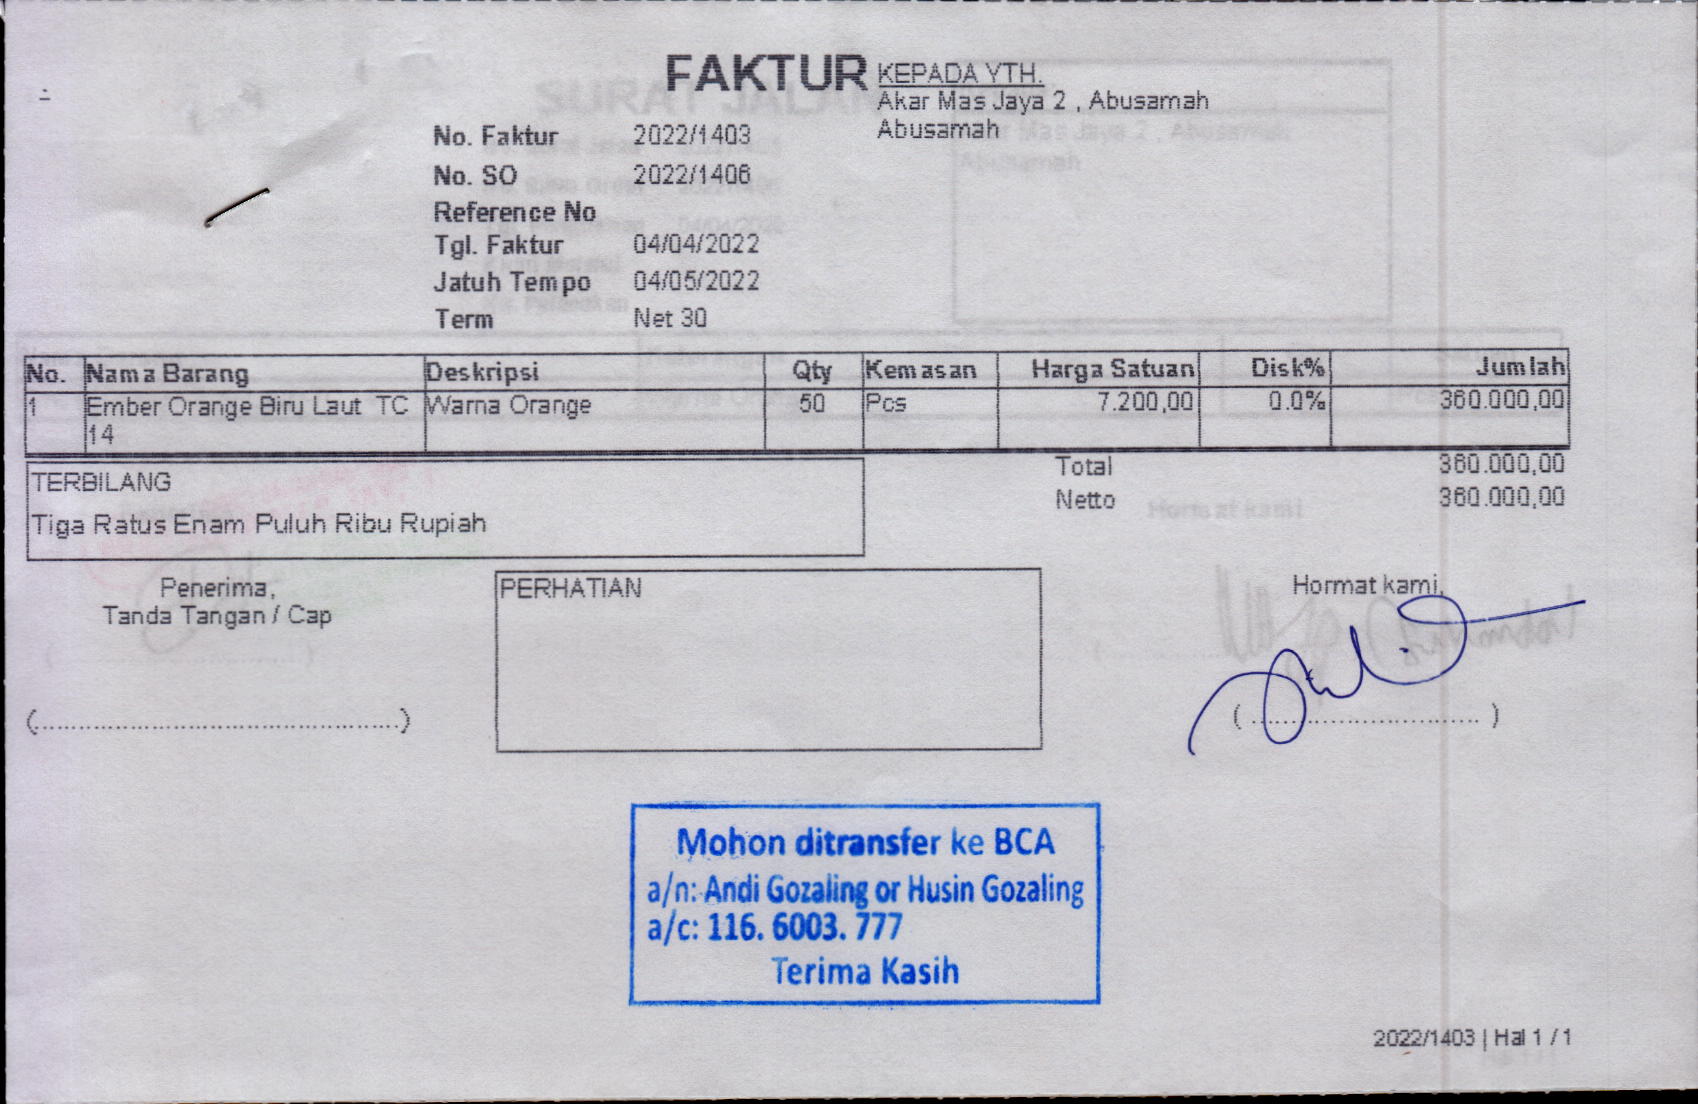 FAKTUR
KEPADA YTH.
Akar Mas Jaya 2 , Abusamah
Abusamah
No. Faktur 2022/1403
No. SO 2022/1406
Reference No
Tgl. Faktur 04/04/2022
Jatuh Tempo 04/05/2022
Term Net 30
No. Nama Barang Deskripsi Qty Kemasan Harga Satuan Disk% Jumlah
1 Ember Orange Biru Laut TC Warna Orange 50 Pcs 7.200,00 0.0% 360.000,00
14
Total 360.000,00
Netto 360.000,00
TERBILANG
Tiga Ratus Enam Puluh Ribu Rupiah
Penerima,
Tanda Tangan / Cap
(................................................)
PERHATIAN
Hormat kami,
( .............................. )
Mohon ditransfer ke BCA
a/n: Andi Gozaling or Husin Gozaling
a/c: 116. 6003. 777
Terima Kasih
2022/1403 | Hal 1 / 1